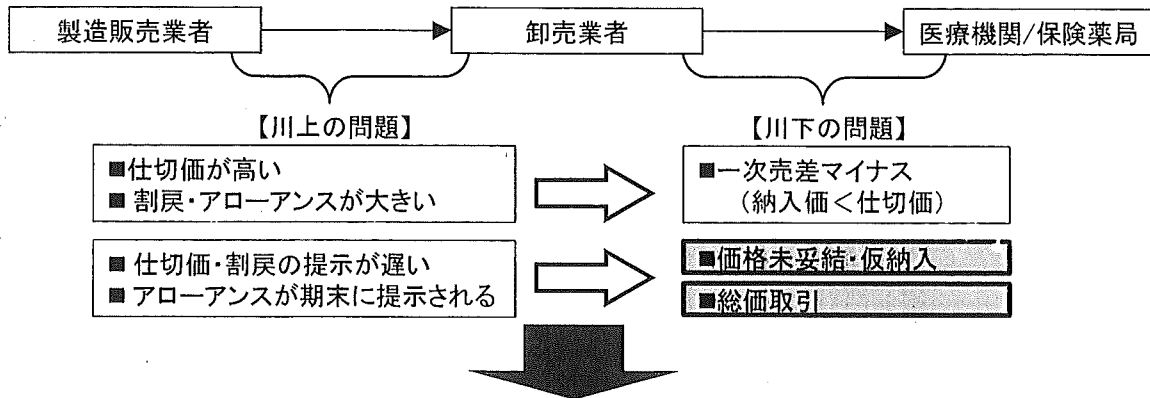 製造販売業者
卸売業者
医療機関/保険薬局
【川上の問題】
【川下の問題】
■仕切価が高い
■割戻・アローアンスが大きい
■一次売差マイナス
(納入価<仕切価)
■仕切価・割戻の提示が遅い
■アローアンスが期末に提示される
■価格未妥結・仮納入
■総価取引